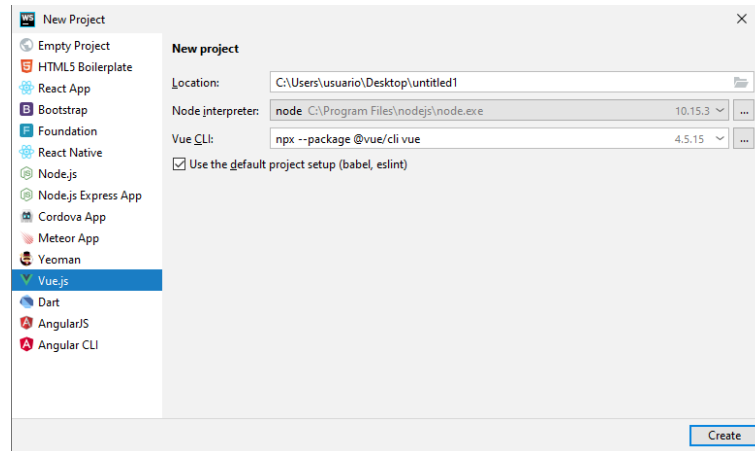 WS New Project
Empty Project
HTML5 Boilerplate
React App
B Bootstrap
F Foundation
React Native
Node.js
Node.js Express App
Cordova App
Meteor App
Yeoman
Vue.js
Dart
AngularJS
Angular CLI
New project
Location: C:\Users\usuario\Desktop\untitled1
Node interpreter: node C:\Program Files\nodejs\node.exe 10.15.3 ...
Vue CLI: npx --package @vue/cli vue 4.5.15 ...
Use the default project setup (babel, eslint)
Create